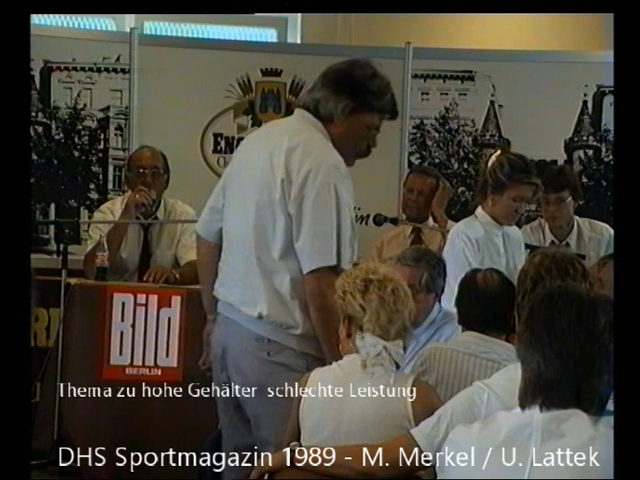 Bild
BERLIN
Thema zu hohe Gehälter schlechte Leistung
DHS Sportmagazin 1989 - M. Merkel / U. Lattek